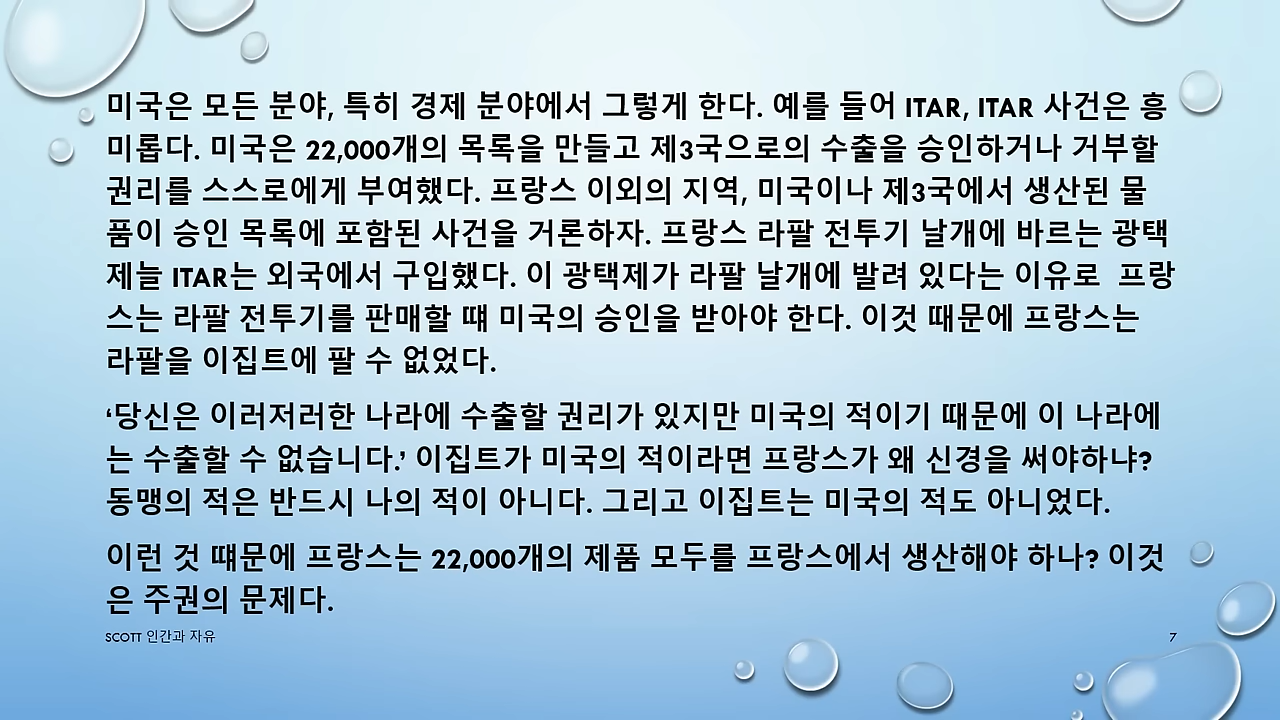 미국은 모든 분야, 특히 경제 분야에서 그렇게 한다. 예를 들어 ITAR, ITAR 사건은 흥
미롭다. 미국은 22,000개의 목록을 만들고 제3국으로의 수출을 승인하거나 거부할
권리를 스스로에게 부여했다. 프랑스 이외의 지역, 미국이나 제3국에서 생산된 물
품이 승인 목록에 포함된 사건을 거론하자. 프랑스 라팔 전투기 날개에 바르는 광택
제늘 ITAR는 외국에서 구입했다. 이 광택제가 라팔 날개에 발려 있다는 이유로 프랑
스는 라팔 전투기를 판매할 떄 미국의 승인을 받아야 한다. 이것 때문에 프랑스는
라팔을 이집트에 팔 수 없었다.
‘당신은 이러저러한 나라에 수출할 권리가 있지만 미국의 적이기 때문에 이 나라에
는 수출할 수 없습니다.’ 이집트가 미국의 적이라면 프랑스가 왜 신경을 써야하냐?
동맹의 적은 반드시 나의 적이 아니다. 그리고 이집트는 미국의 적도 아니었다.
이런 것 떄문에 프랑스는 22,000개의 제품 모두를 프랑스에서 생산해야 하나? 이것
은 주권의 문제다.
SCOTT 인간과 자유
7